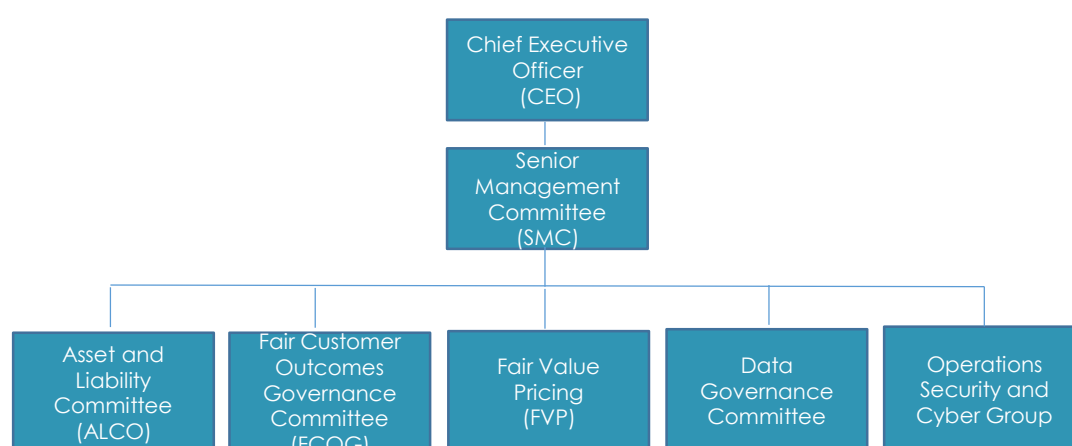 Chief Executive
Officer
(CEO)
Senior
Management
Committee
(SMC)
Asset and
Liability
Committee
(ALCO)
Fair Customer
Outcomes
Governance
Committee
(FCOG)
Fair Value
Pricing
(FVP)
Data
Governance
Committee
Operations
Security and
Cyber Group